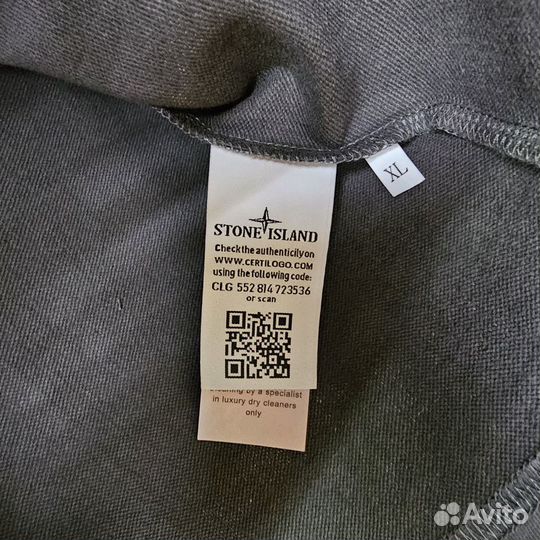 STONE ISLAND
Check the authenticily on
WWW.CERTILOGO.COM
using the following code:
CLG 552 814 723536
or scan
cleaning by a specialist
in luxury dry cleaners
only
XL
Avito